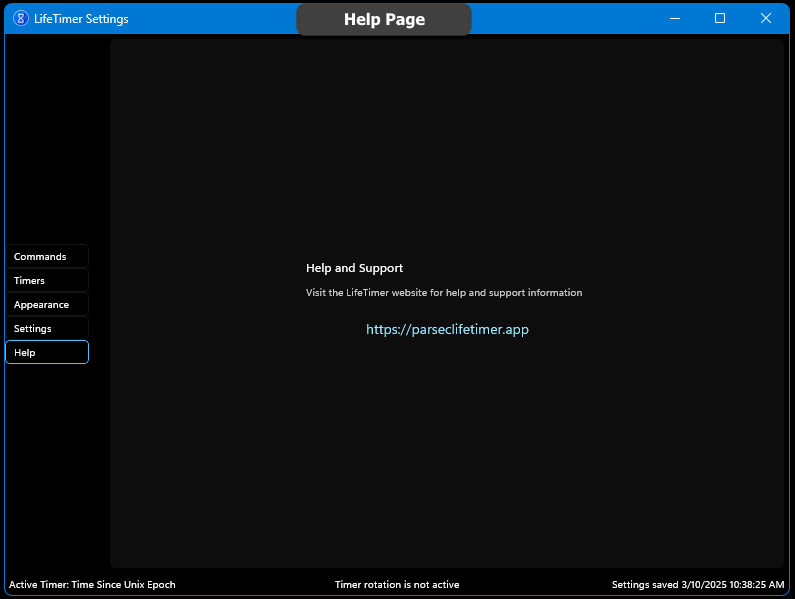 LifeTimer Settings
Help Page
Commands
Timers
Appearance
Settings
Help
Help and Support
Visit the LifeTimer website for help and support information
https://parseclifetimer.app
Active Timer: Time Since Unix Epoch
Timer rotation is not active
Settings saved 3/10/2025 10:38:25 AM